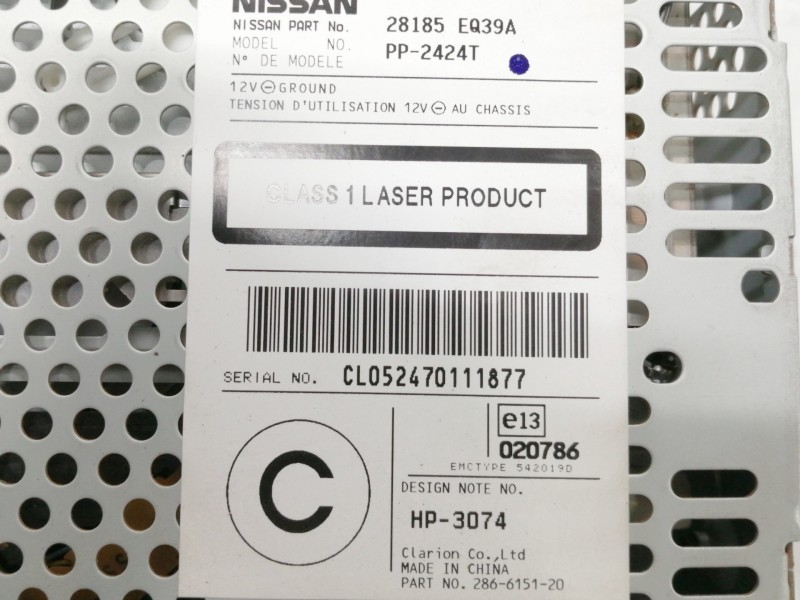 NISSAN
NISSAN PART No. 28185 EQ39A
MODEL NO. PP-2424T
N° DE MODELE
12V ⊖ GROUND
TENSION D'UTILISATION 12V ⊖ AU CHASSIS
CLASS 1 LASER PRODUCT
SERIAL NO. CL052470111877
C
e13
020786
EMCTYPE 542019D
DESIGN NOTE NO.
HP-3074
Clarion Co.,Ltd
MADE IN CHINA
PART NO. 286-6151-20